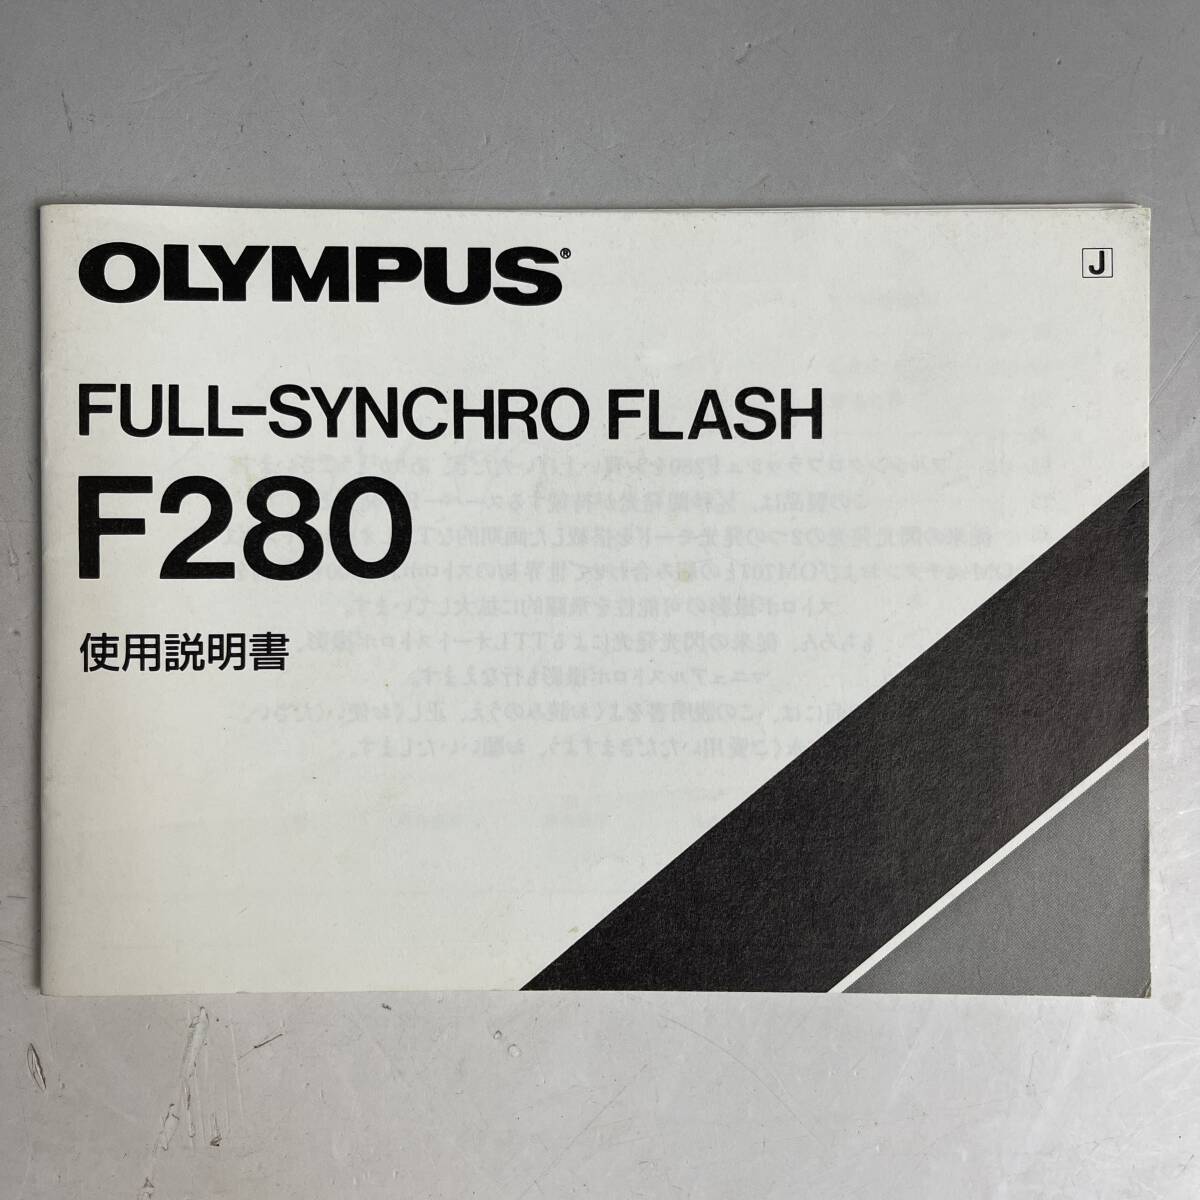 OLYMPUS®
J
FULL-SYNCHRO FLASH
F280
使用説明書